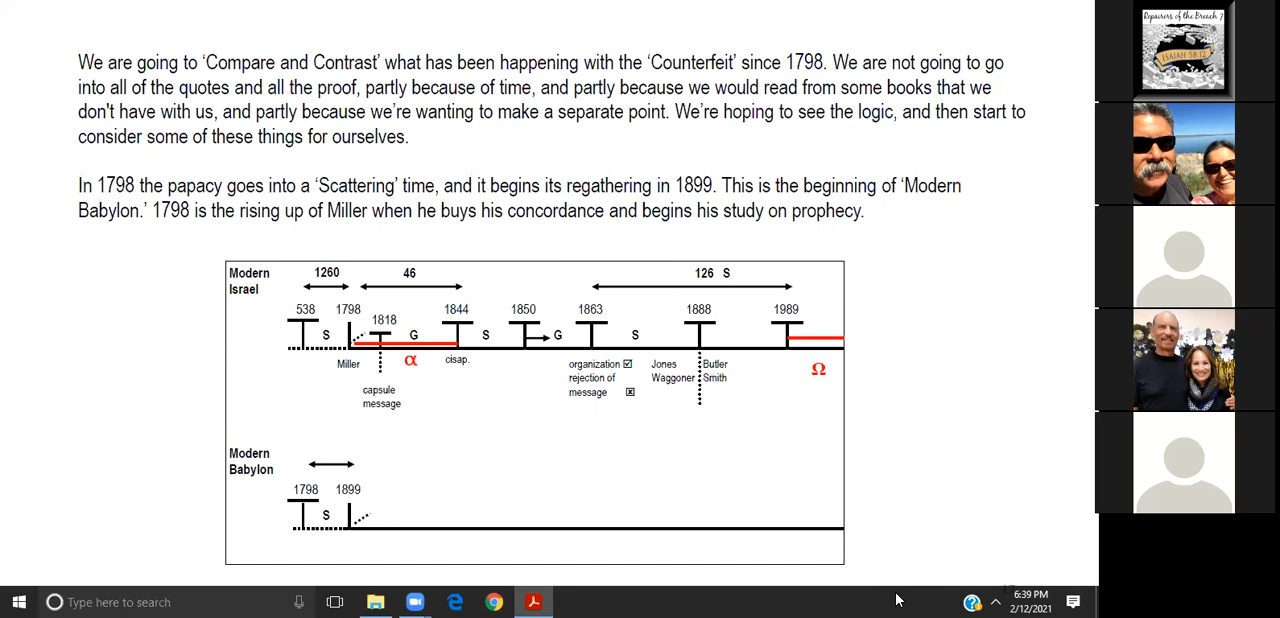 We are going to ‘Compare and Contrast’ what has been happening with the ‘Counterfeit’ since 1798. We are not going to go
into all of the quotes and all the proof, partly because of time, and partly because we would read from some books that we
don't have with us, and partly because we’re wanting to make a separate point. We’re hoping to see the logic, and then start to
consider some of these things for ourselves.
In 1798 the papacy goes into a ‘Scattering’ time, and it begins its regathering in 1899. This is the beginning of ‘Modern
Babylon.’ 1798 is the rising up of Miller when he buys his concordance and begins his study on prophecy.
Modern
Israel
1260
46
126 S
538
1798
1818
1844
1850
1863
1888
1989
S
G
S
G
S
α
Ω
Miller
capsule
message
cisap.
organization ☑
rejection of
message ☒
Jones
Waggoner
Butler
Smith
Modern
Babylon
1798
1899
S
Repairers of the Breach 7
ISAIAH 58:12
Type here to search
6:39 PM
2/12/2021